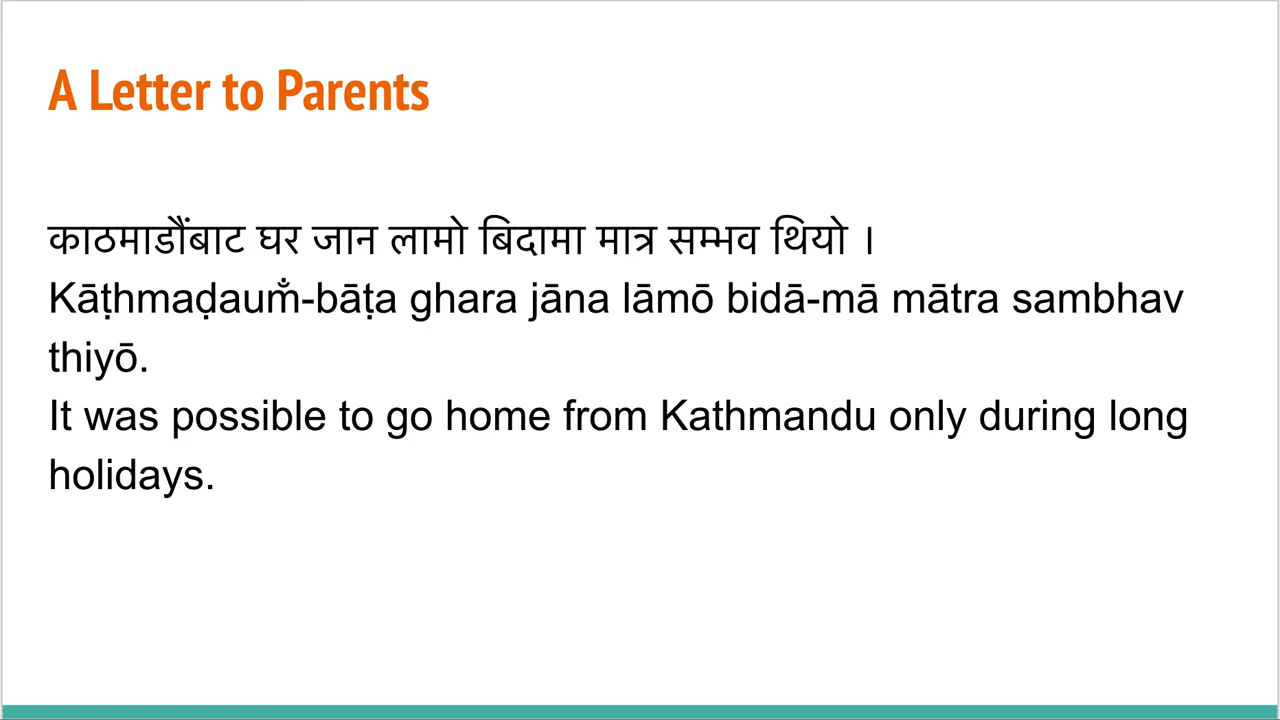 A Letter to Parents
काठमाडौंबाट घर जान लामो बिदामा मात्र सम्भव थियो ।
Kāṭhmaḍaum̐-bāṭa ghara jāna lāmō bidā-mā mātra sambhav
thiyō.
It was possible to go home from Kathmandu only during long
holidays.